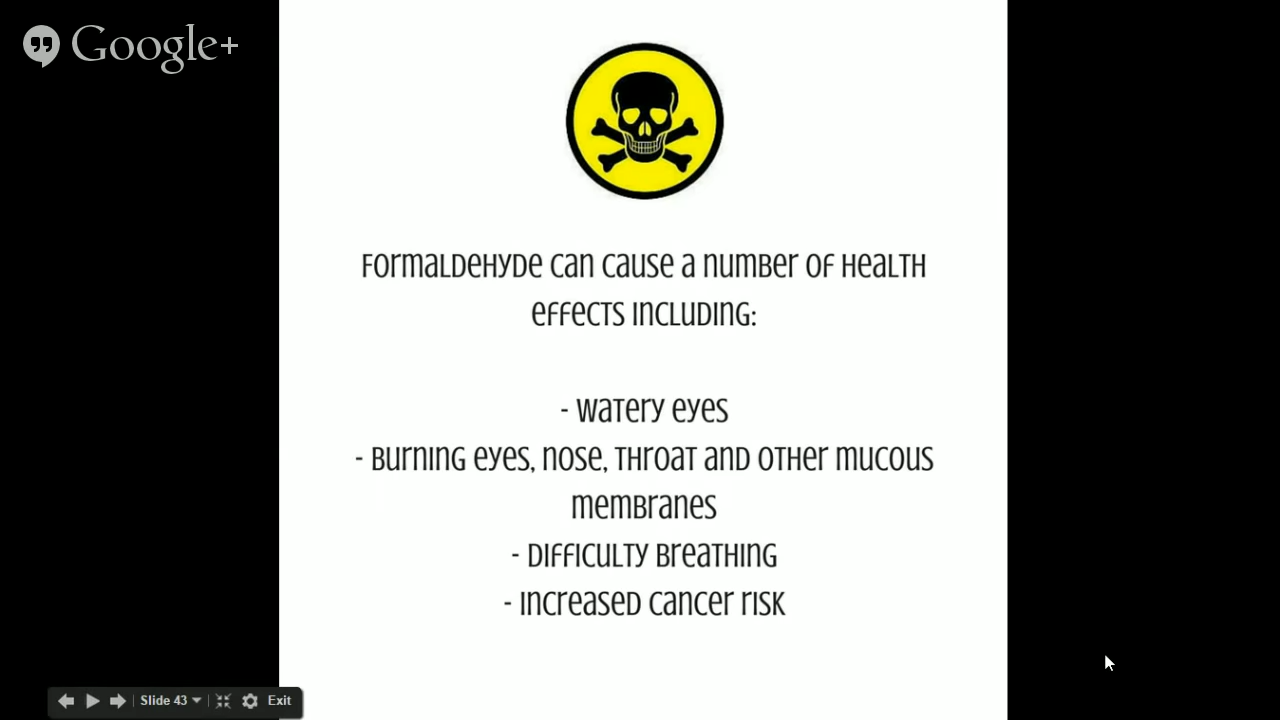 Google+
Formaldehyde can cause a number of health
effects including:
- Watery eyes
- Burning eyes, nose, throat and other mucous
membranes
- Difficulty breathing
- Increased cancer risk
Slide 43
Exit